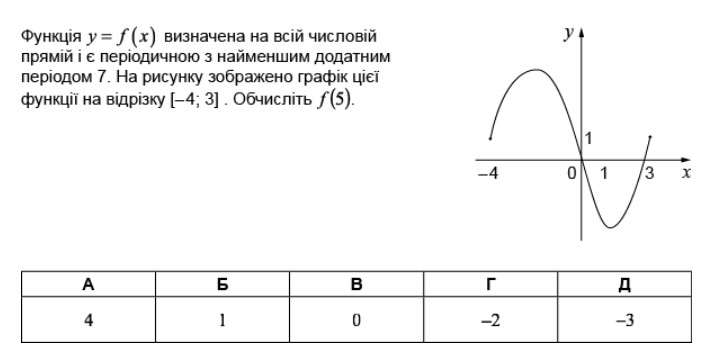 Функція y = f(x) визначена на всій числовій
прямій і є періодичною з найменшим додатним
періодом 7. На рисунку зображено графік цієї
функції на відрізку [–4; 3] . Обчисліть f(5).
y
1
–4 0 1 3 x
А Б В Г Д
4 1 0 –2 –3